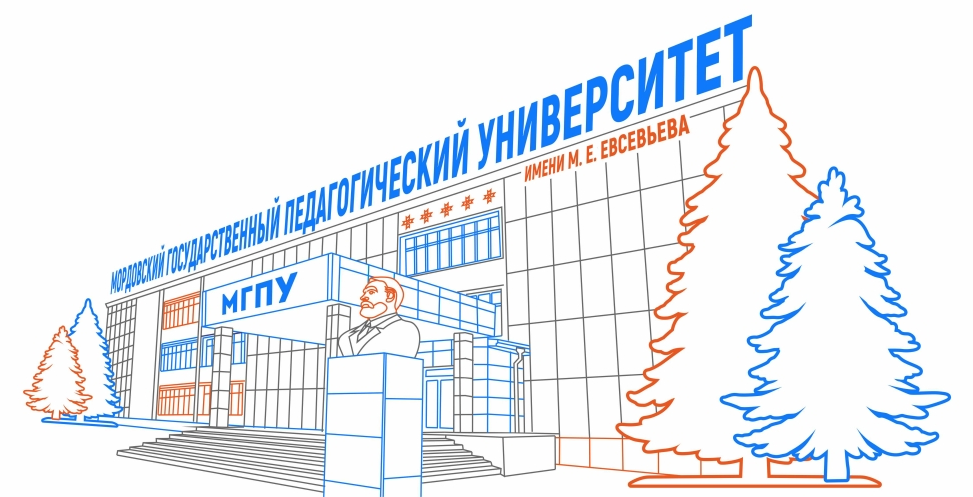 МОРДОВСКИЙ ГОСУДАРСТВЕННЫЙ ПЕДАГОГИЧЕСКИЙ УНИВЕРСИТЕТ
ИМЕНИ М. Е. ЕВСЕВЬЕВА
МГПУ